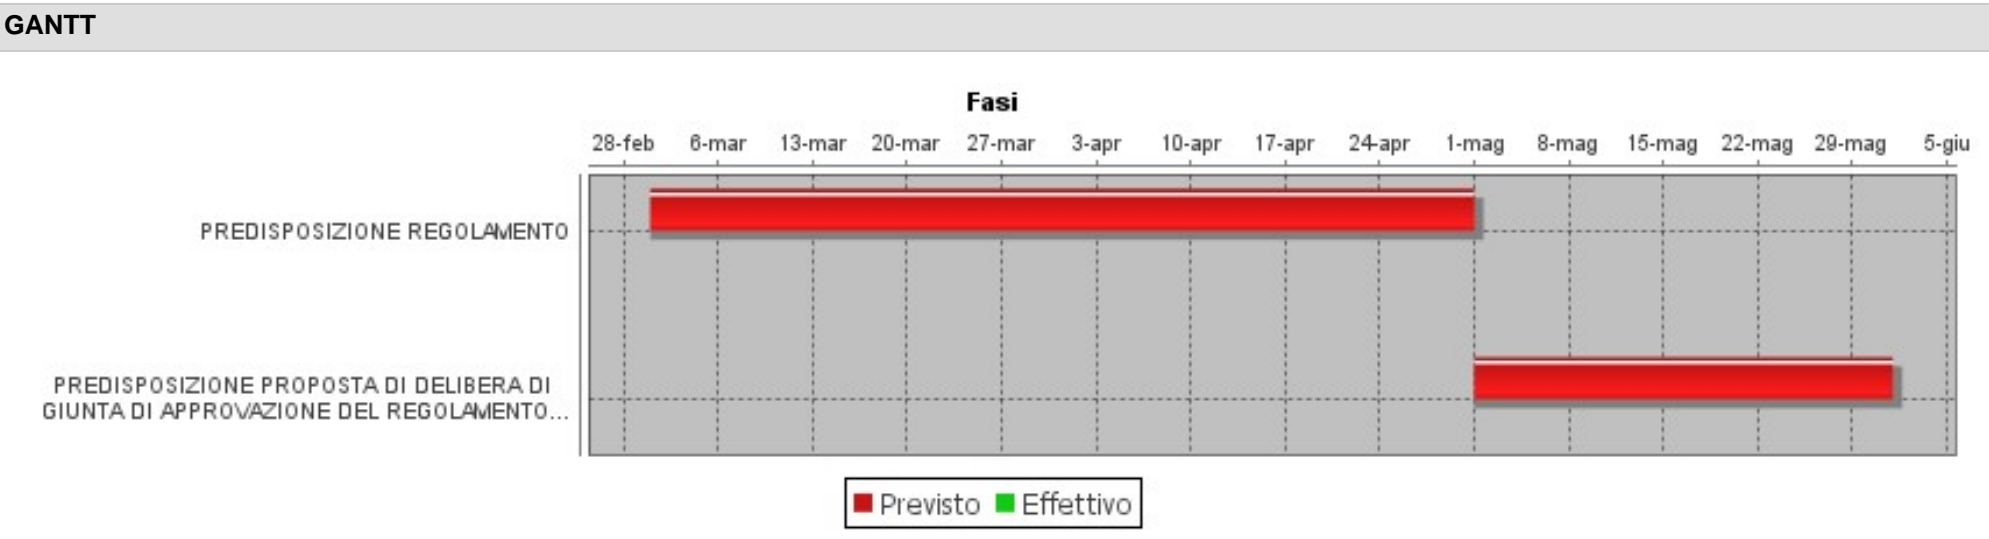 GANTT
Fasi
28-feb 6-mar 13-mar 20-mar 27-mar 3-apr 10-apr 17-apr 24-apr 1-mag 8-mag 15-mag 22-mag 29-mag 5-giu
PREDISPOSIZIONE REGOLAMENTO
PREDISPOSIZIONE PROPOSTA DI DELIBERA DI
GIUNTA DI APPROVAZIONE DEL REGOLAMENTO...
Previsto Effettivo